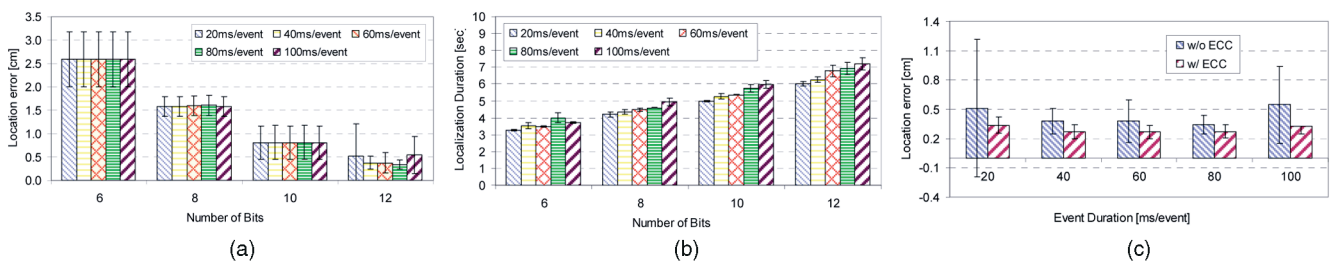 3.5
3.0
2.5
2.0
1.5
1.0
0.5
0.0
Location error [cm]
20ms/event 40ms/event 60ms/event
80ms/event 100ms/event
6 8 10 12
Number of Bits
(a)
10
9
8
7
6
5
4
3
2
1
0
Localization Duration [sec]
20ms/event 40ms/event 60ms/event
80ms/event 100ms/event
6 8 10 12
Number of Bits
(b)
1.4
1.1
0.8
0.5
0.2
-0.1
-0.4
Location error [cm]
w/o ECC
w/ ECC
20 40 60 80 100
Event Duration [ms/event]
(c)